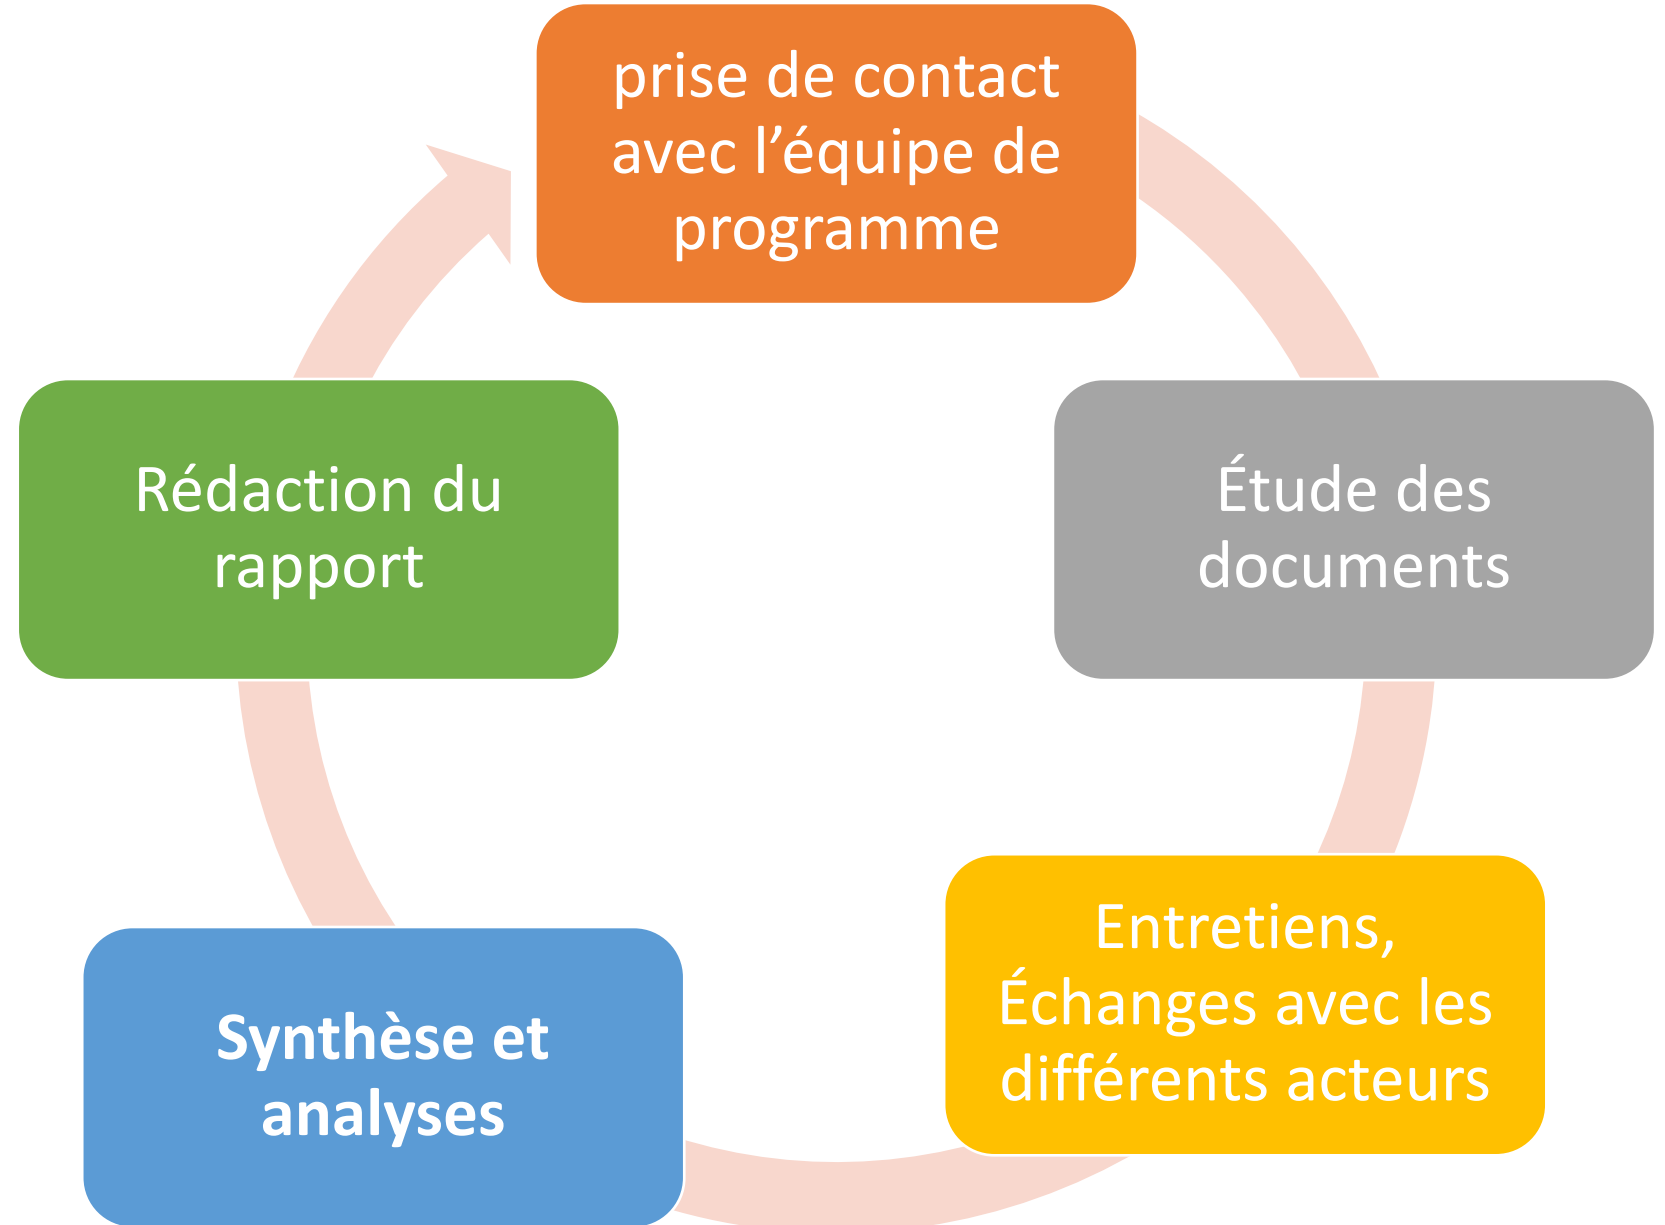 prise de contact
avec l’équipe de
programme
Étude des
documents
Entretiens,
Échanges avec les
différents acteurs
Synthèse et
analyses
Rédaction du
rapport